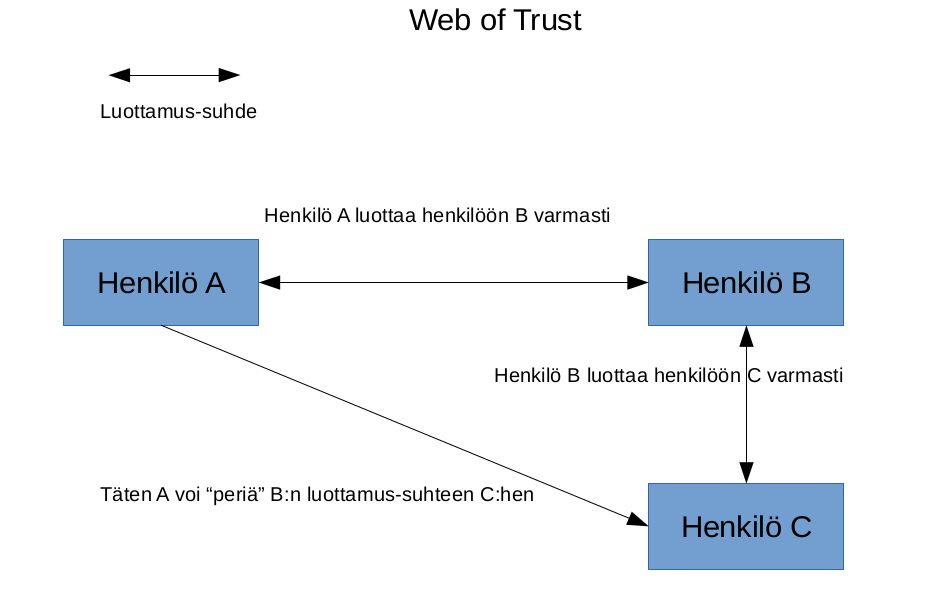 Web of Trust
Luottamus-suhde
Henkilö A luottaa henkilöön B varmasti
Henkilö A
Henkilö B
Henkilö B luottaa henkilöön C varmasti
Täten A voi “periä” B:n luottamus-suhteen C:hen
Henkilö C